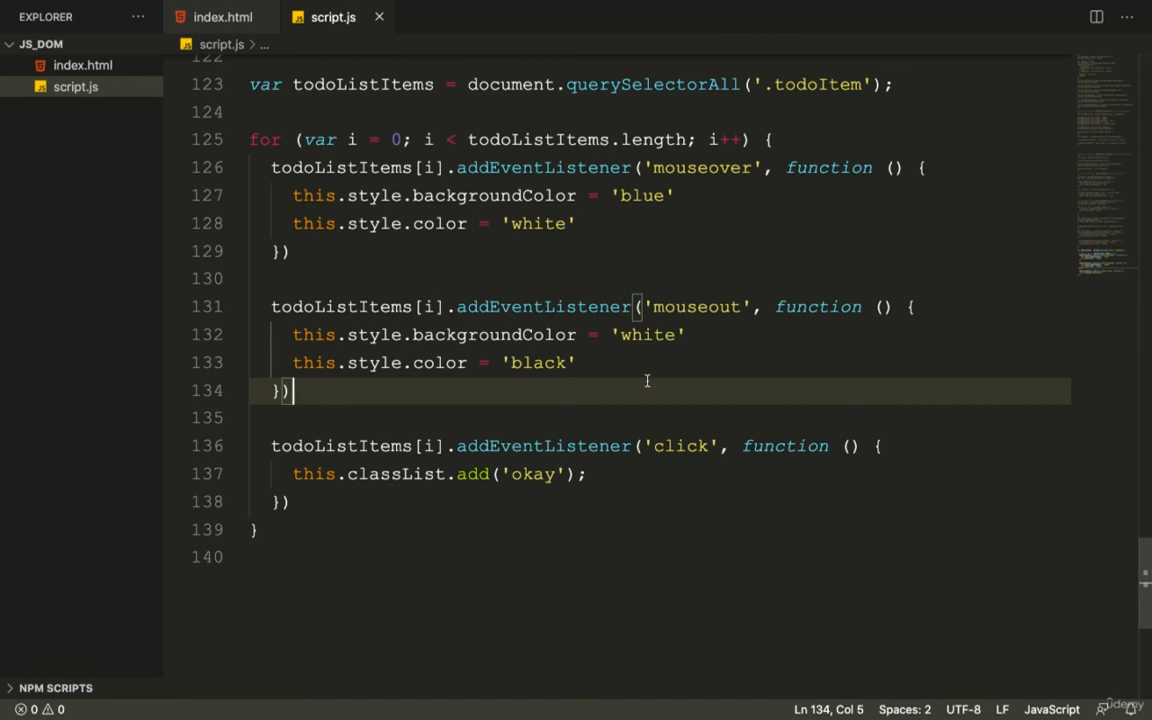 EXPLORER
index.html
script.js
JS_DOM
script.js > ...
index.html
script.js
122
123 var todoListItems = document.querySelectorAll('.todoItem');
124
125 for (var i = 0; i < todoListItems.length; i++) {
126 todoListItems[i].addEventListener('mouseover', function () {
127 this.style.backgroundColor = 'blue'
128 this.style.color = 'white'
129 })
130
131 todoListItems[i].addEventListener('mouseout', function () {
132 this.style.backgroundColor = 'white'
133 this.style.color = 'black'
134 })
135
136 todoListItems[i].addEventListener('click', function () {
137 this.classList.add('okay');
138 })
139 }
140
NPM SCRIPTS
0 0 Ln 134, Col 5 Spaces: 2 UTF-8 LF JavaScript
Udemy